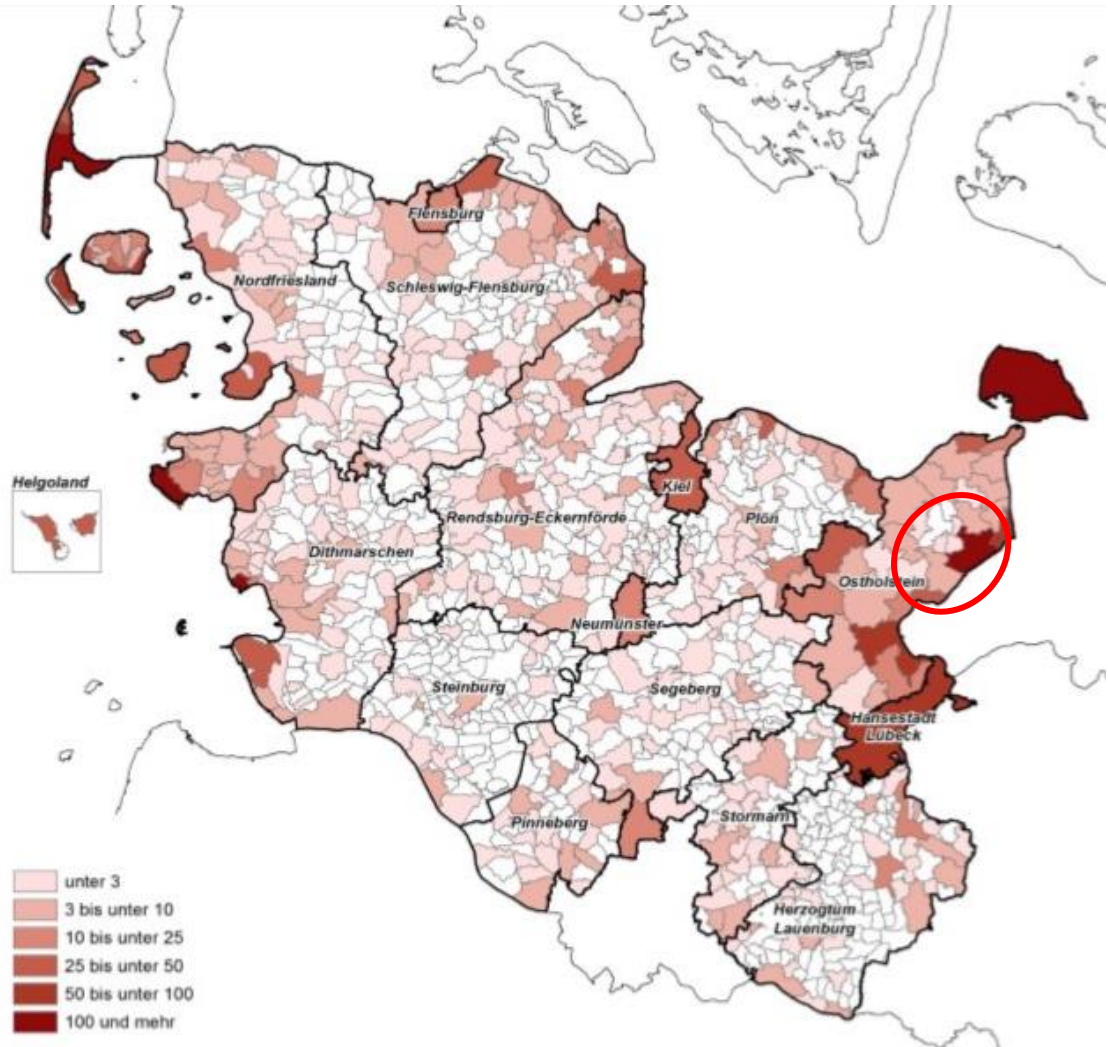 Flensburg
Nordfriesland
Schleswig-Flensburg
Helgoland
Kiel
Rendsburg-Eckernförde
Plön
Dithmarschen
Ostholstein
Neumünster
Steinburg
Segeberg
Hansestadt
Lübeck
Pinneberg
Stormarn
Herzogtum
Lauenburg
unter 3
3 bis unter 10
10 bis unter 25
25 bis unter 50
50 bis unter 100
100 und mehr